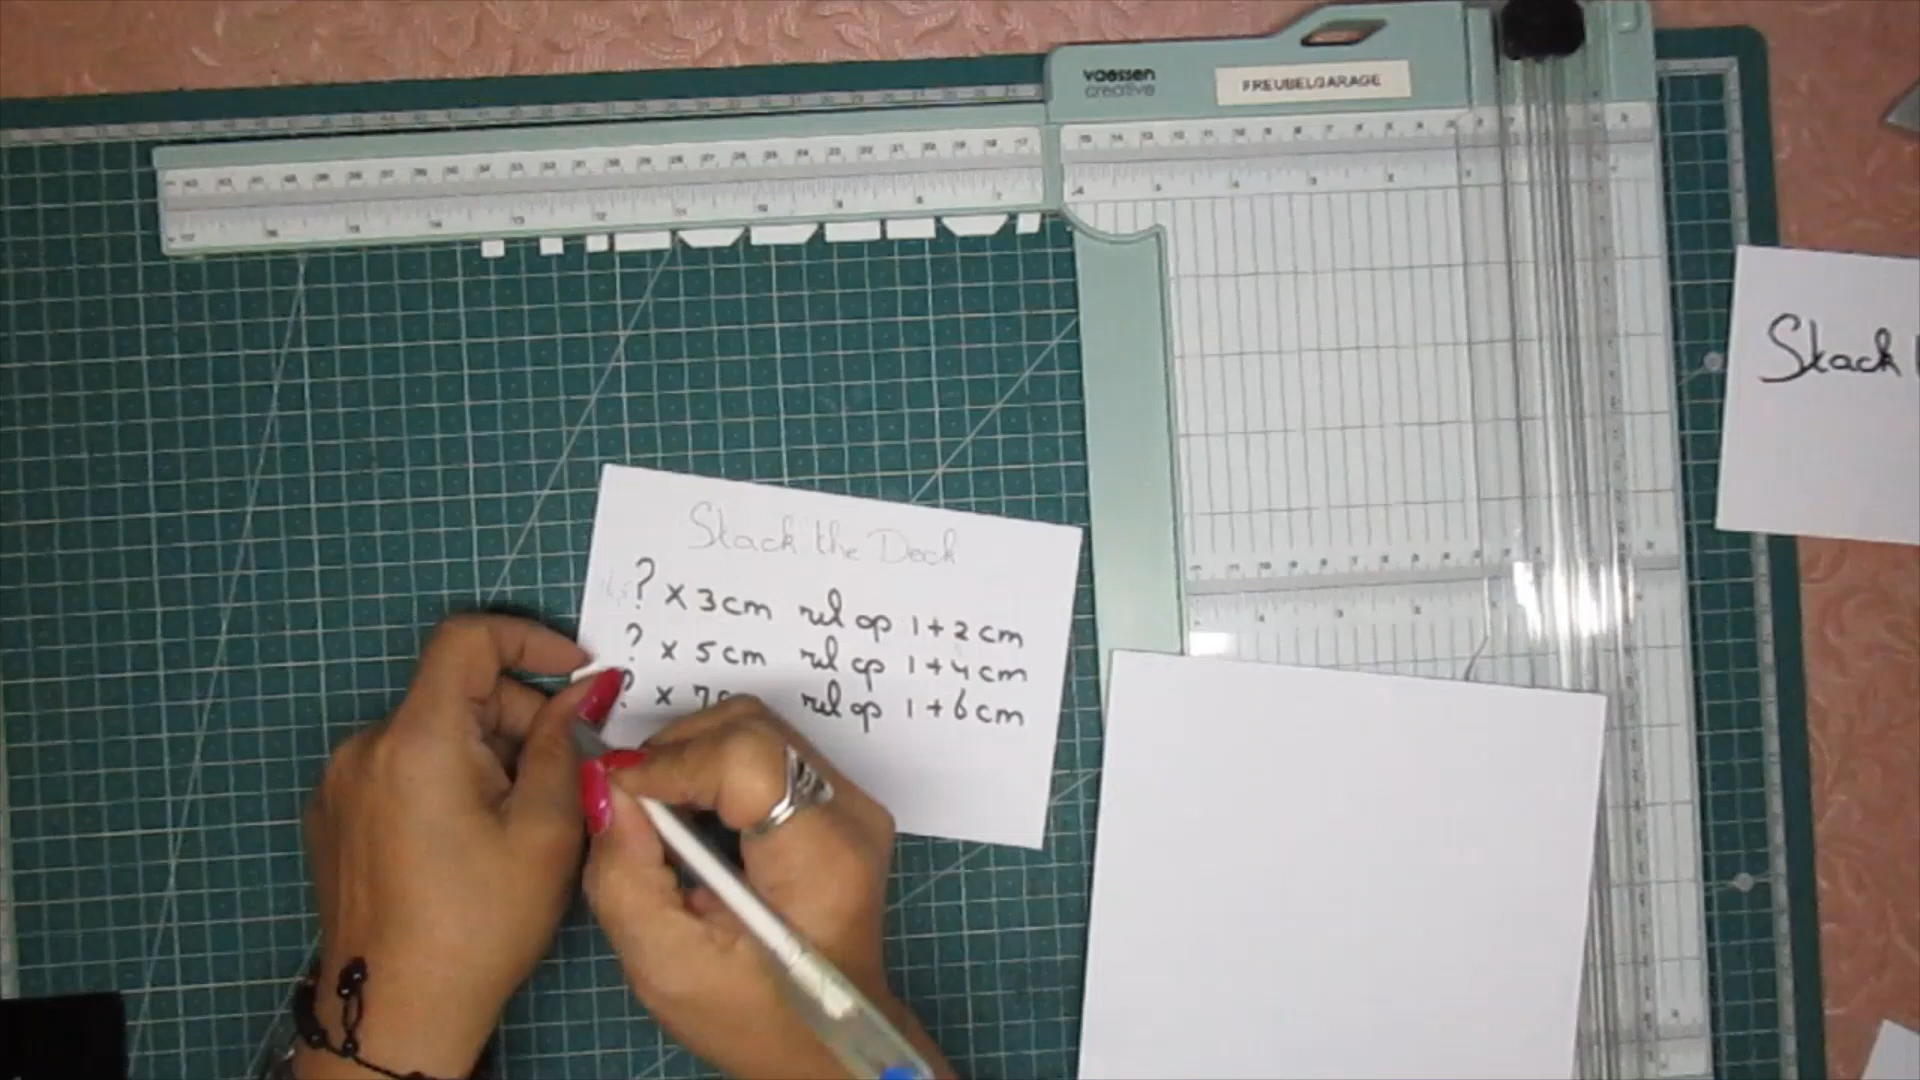 vaessen
creative
FREUBELGARAGE
Stack
Stack the Deck
? x 3cm ril op 1+2 cm
? x 5cm ril op 1+4 cm
? x 7 ril op 1+6 cm